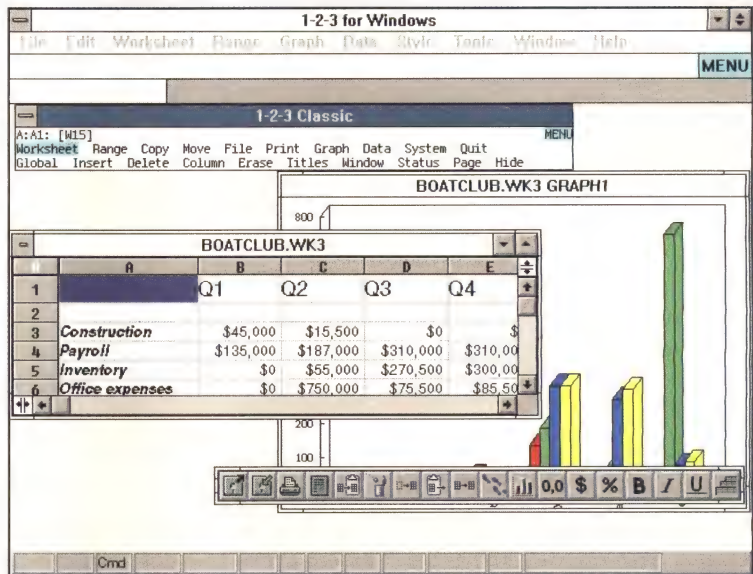 1-2-3 for Windows
File Edit Worksheet Range Graph Data Style Tools Window Help
MENU
1-2-3 Classic
A:A1: [W15] MENU
Worksheet Range Copy Move File Print Graph Data System Quit
Global Insert Delete Column Erase Titles Window Status Page Hide
BOATCLUB.WK3 GRAPH1
800
BOATCLUB.WK3
A B C D E
1 Q1 Q2 Q3 Q4
2
3 Construction $45,000 $15,500 $0 $
4 Payroll $135,000 $187,000 $310,000 $310,00
5 Inventory $0 $55,000 $270,500 $300,00
6 Office expenses $0 $750,000 $75,500 $85,50
200
100
0,0 $ % B I U
Cmd